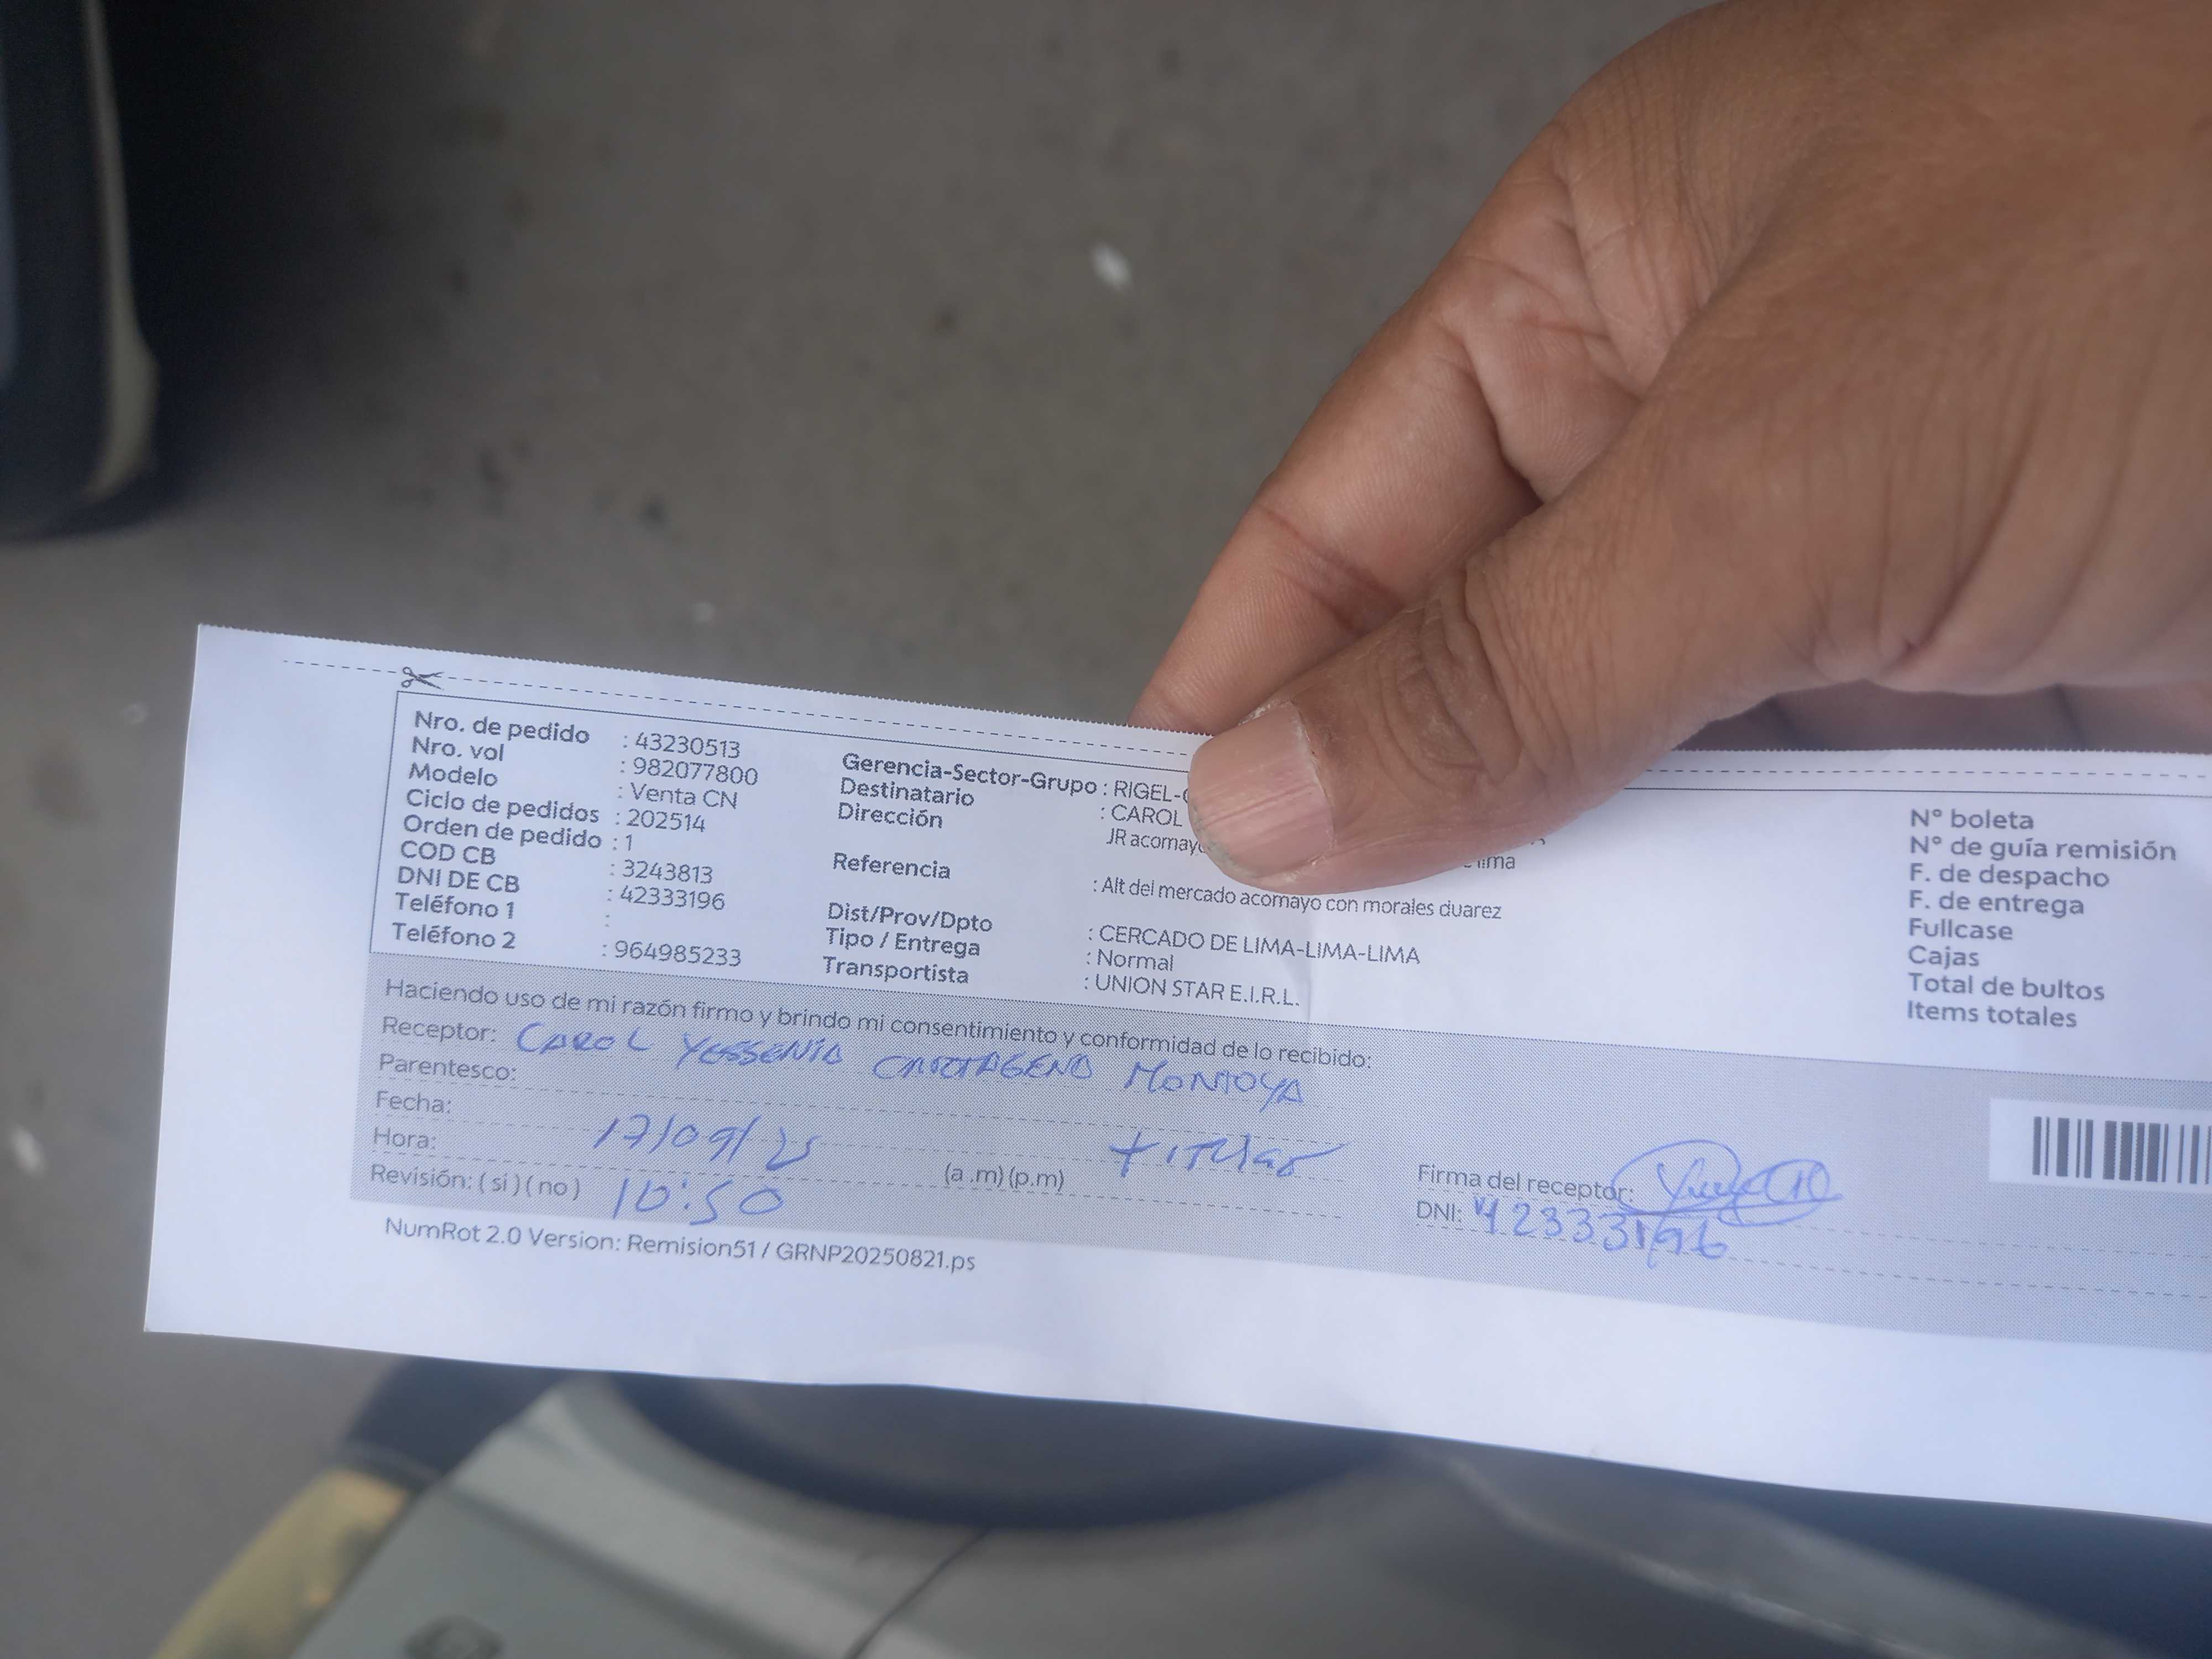 Nro. de pedido : 43230513
Nro. vol : 982077800
Modelo : Venta CN
Ciclo de pedidos : 202514
Orden de pedido : 1
COD CB : 3243813
DNI DE CB : 42333196
Teléfono 1 :
Teléfono 2 : 964985233
Gerencia-Sector-Grupo : RIGEL-
Destinatario : CAROL
Dirección JR acomayo
lima
Referencia : Alt del mercado acomayo con morales duarez
Dist/Prov/Dpto : CERCADO DE LIMA-LIMA-LIMA
Tipo / Entrega : Normal
Transportista : UNION STAR E.I.R.L.
N° boleta
N° de guía remisión
F. de despacho
F. de entrega
Fullcase
Cajas
Total de bultos
Items totales
Haciendo uso de mi razón firmo y brindo mi consentimiento y conformidad de lo recibido:
Receptor: CAROL YESSENIA CARTAGENA MONTOYA
Parentesco: titular
Fecha: 17/09/25
Hora: 10:50 (a .m) (p.m)
Revisión: ( si ) ( no )
Firma del receptor:
DNI: 42333196
NumRot 2.0 Version: Remision51 / GRNP20250821.ps